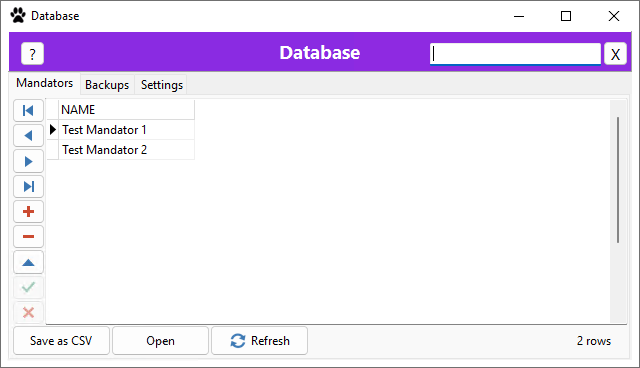 Database
?
Database
X
Mandators
Backups
Settings
NAME
Test Mandator 1
Test Mandator 2
Save as CSV
Open
Refresh
2 rows